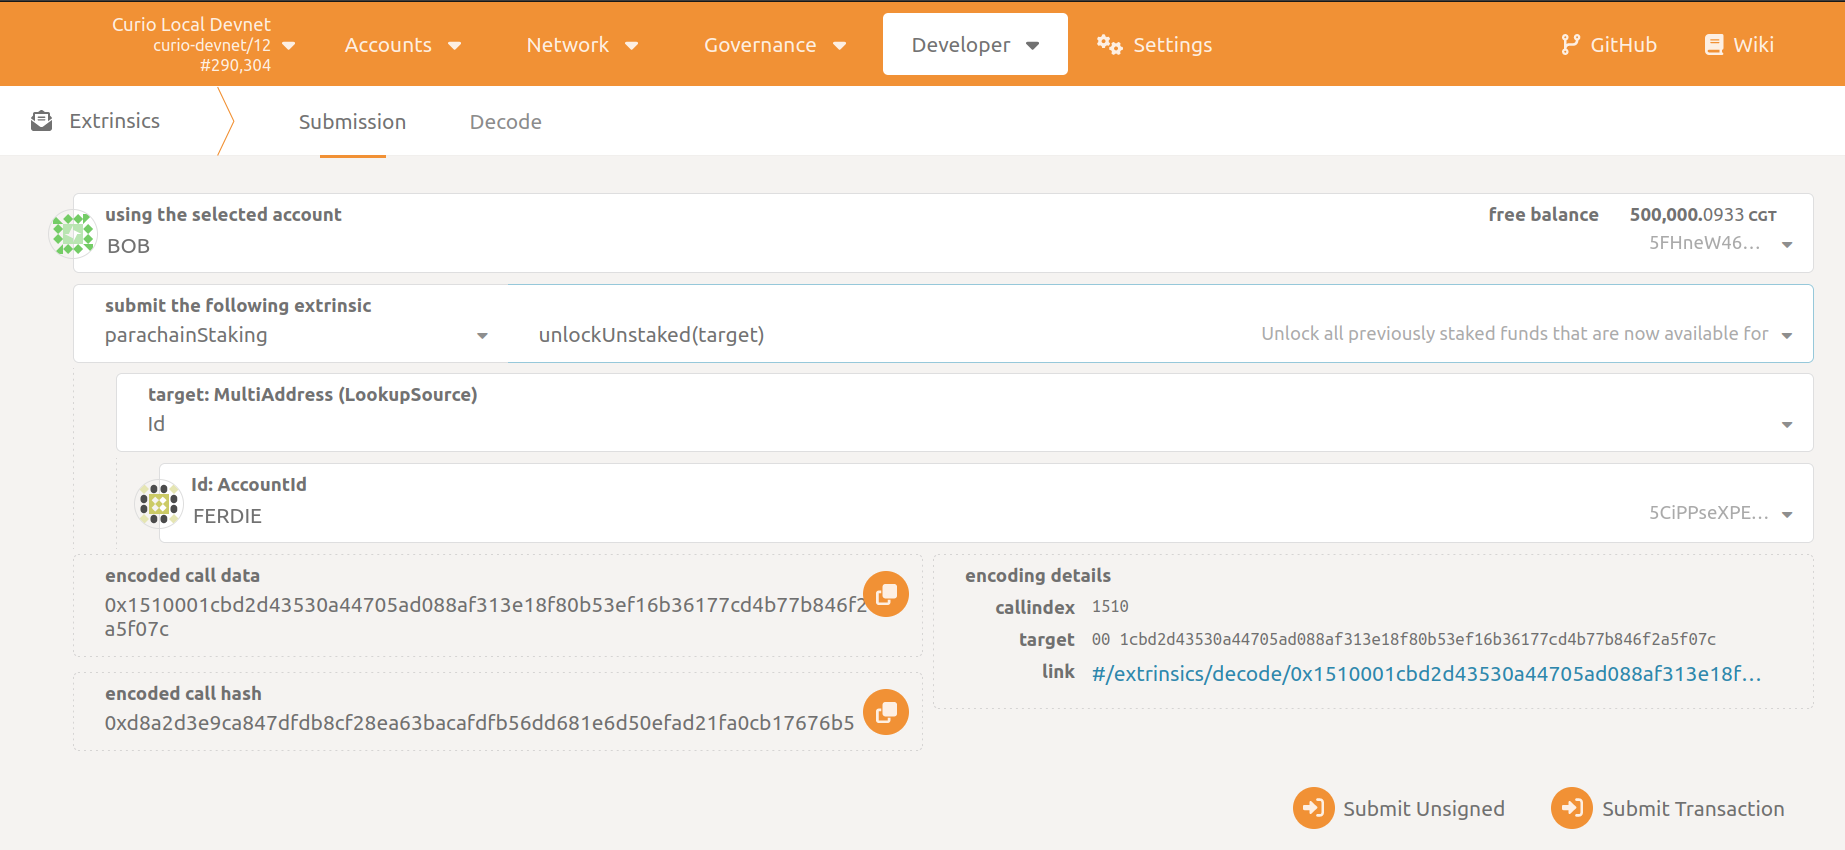 Curio Local Devnet
curio-devnet/12
#290,304
Accounts
Network
Governance
Developer
Settings
GitHub
Wiki
Extrinsics
Submission
Decode
using the selected account
BOB
free balance 500,000.0933 CGT
5FHneW46...
submit the following extrinsic
parachainStaking
unlockUnstaked(target)
Unlock all previously staked funds that are now available for
target: MultiAddress (LookupSource)
Id
Id: AccountId
FERDIE
5CiPPseXPE...
encoded call data
0x1510001cbd2d43530a44705ad088af313e18f80b53ef16b36177cd4b77b846f2
a5f07c
encoded call hash
0xd8a2d3e9ca847dfdb8cf28ea63bacafdfb56dd681e6d50efad21fa0cb17676b5
encoding details
callindex 1510
target 00 1cbd2d43530a44705ad088af313e18f80b53ef16b36177cd4b77b846f2a5f07c
link #/extrinsics/decode/0x1510001cbd2d43530a44705ad088af313e18f...
Submit Unsigned
Submit Transaction